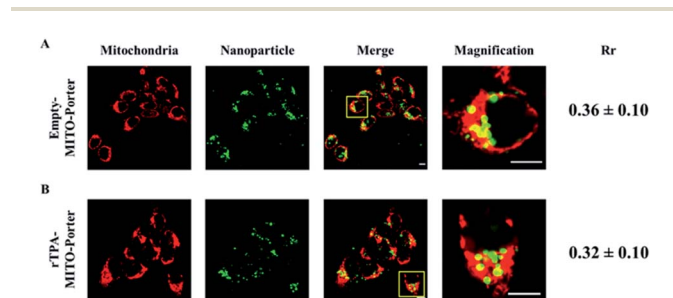 A
Mitochondria Nanoparticle Merge Magnification Rr
Empty-
MITO-Porter
0.36 ± 0.10
B
rTPA-
MITO-Porter
0.32 ± 0.10